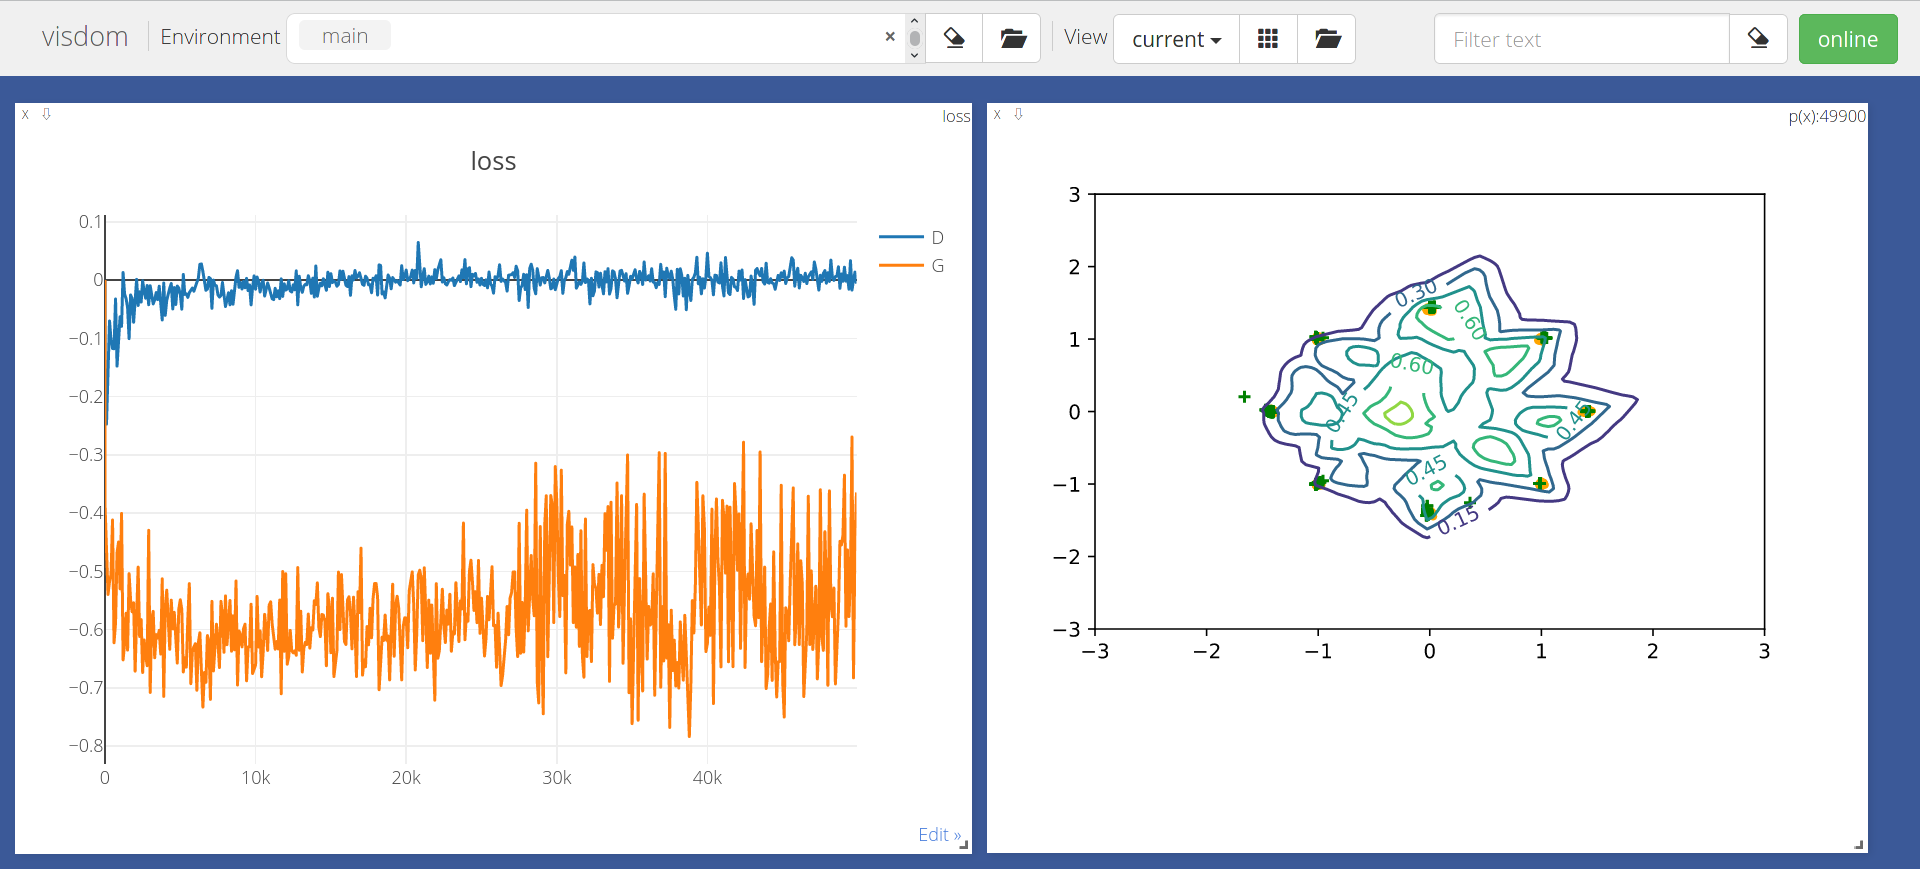 visdom Environment main × View current Filter text online
x ⇩ loss
loss
0.1
0
−0.1
−0.2
−0.3
−0.4
−0.5
−0.6
−0.7
−0.8
0 10k 20k 30k 40k
D
G
Edit »
x ⇩ p(x):49900
3
2
1
0
−1
−2
−3
−3 −2 −1 0 1 2 3
0.30
0.60
0.60
0.45
0.45
0.45
0.15